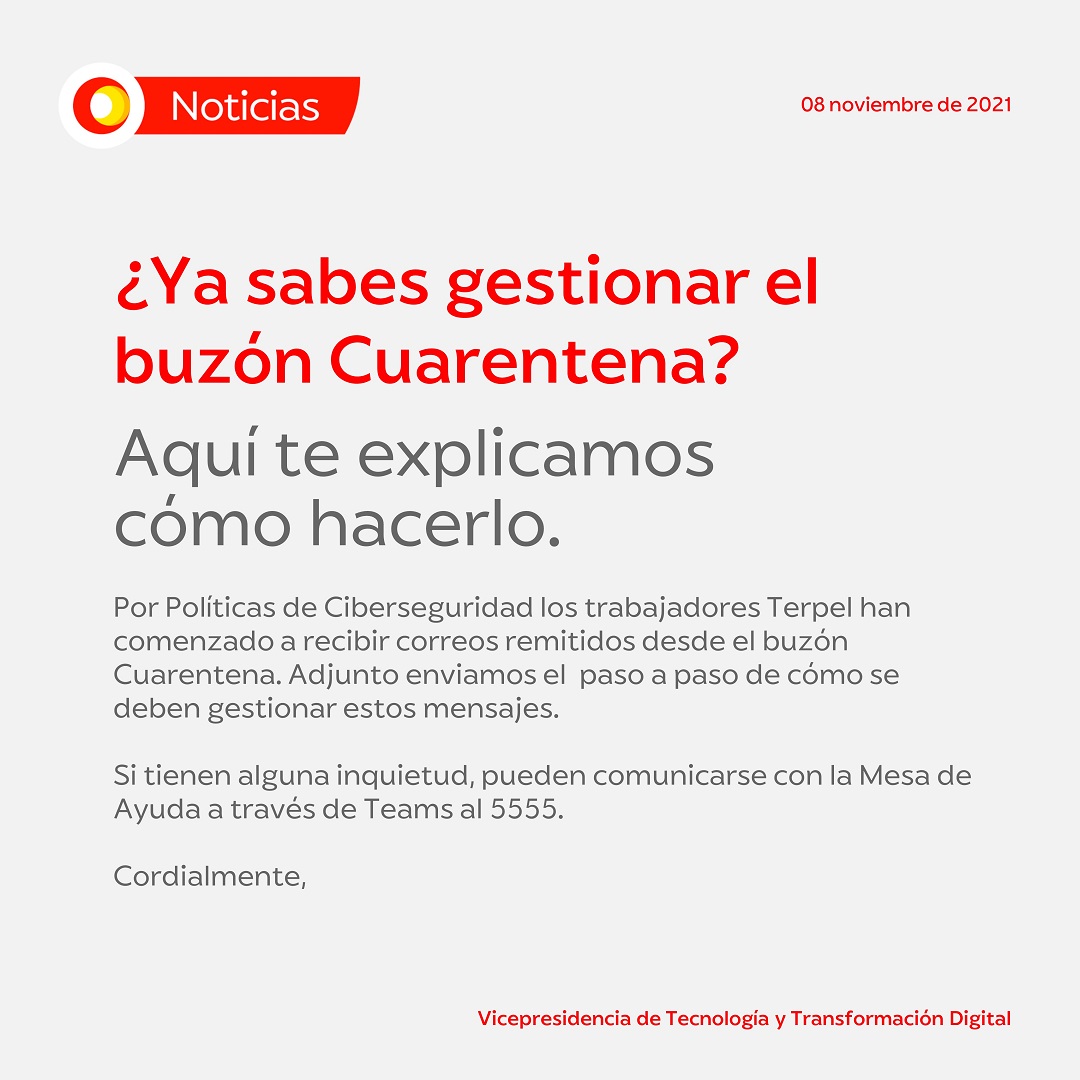 Noticias
08 noviembre de 2021
¿Ya sabes gestionar el
buzón Cuarentena?
Aquí te explicamos
cómo hacerlo.
Por Políticas de Ciberseguridad los trabajadores Terpel han
comenzado a recibir correos remitidos desde el buzón
Cuarentena. Adjunto enviamos el  paso a paso de cómo se
deben gestionar estos mensajes.
Si tienen alguna inquietud, pueden comunicarse con la Mesa de
Ayuda a través de Teams al 5555.
Cordialmente,
Vicepresidencia de Tecnología y Transformación Digital